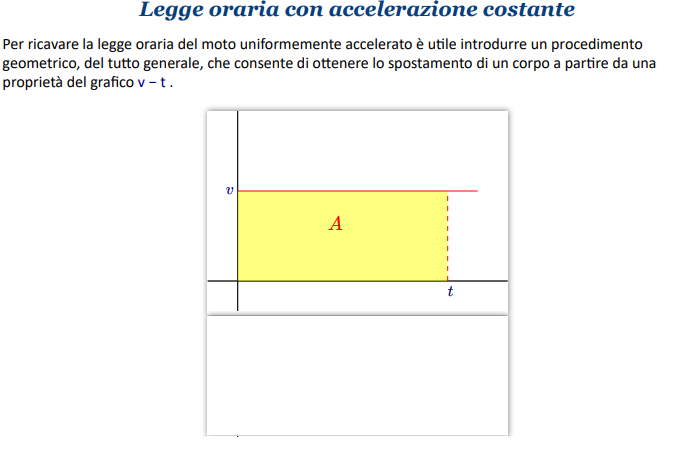 Legge oraria con accelerazione costante
Per ricavare la legge oraria del moto uniformemente accelerato è utile introdurre un procedimento
geometrico, del tutto generale, che consente di ottenere lo spostamento di un corpo a partire da una
proprietà del grafico v – t .
v
A
t